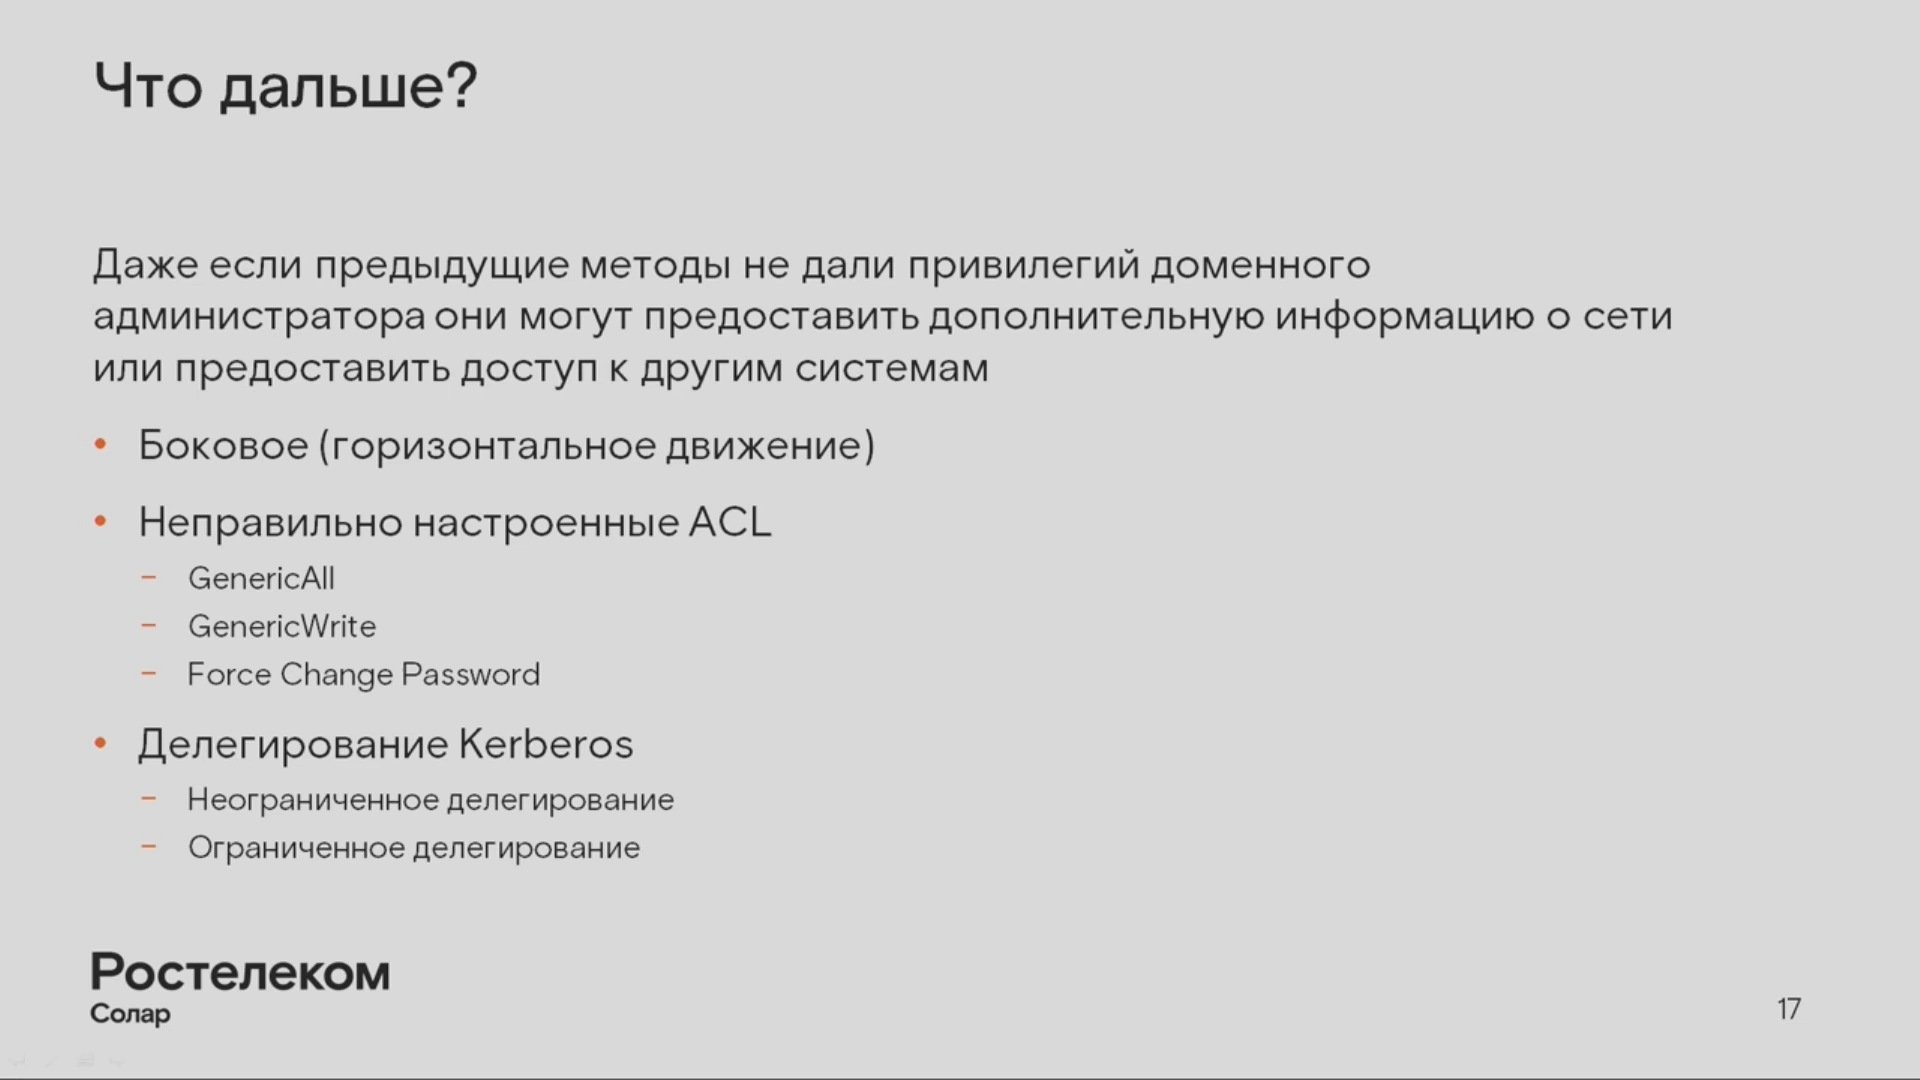 Что дальше?
Даже если предыдущие методы не дали привилегий доменного
администратора они могут предоставить дополнительную информацию о сети
или предоставить доступ к другим системам
• Боковое (горизонтальное движение)
• Неправильно настроенные ACL
– GenericAll
– GenericWrite
– Force Change Password
• Делегирование Kerberos
– Неограниченное делегирование
– Ограниченное делегирование
Ростелеком
Солар
17